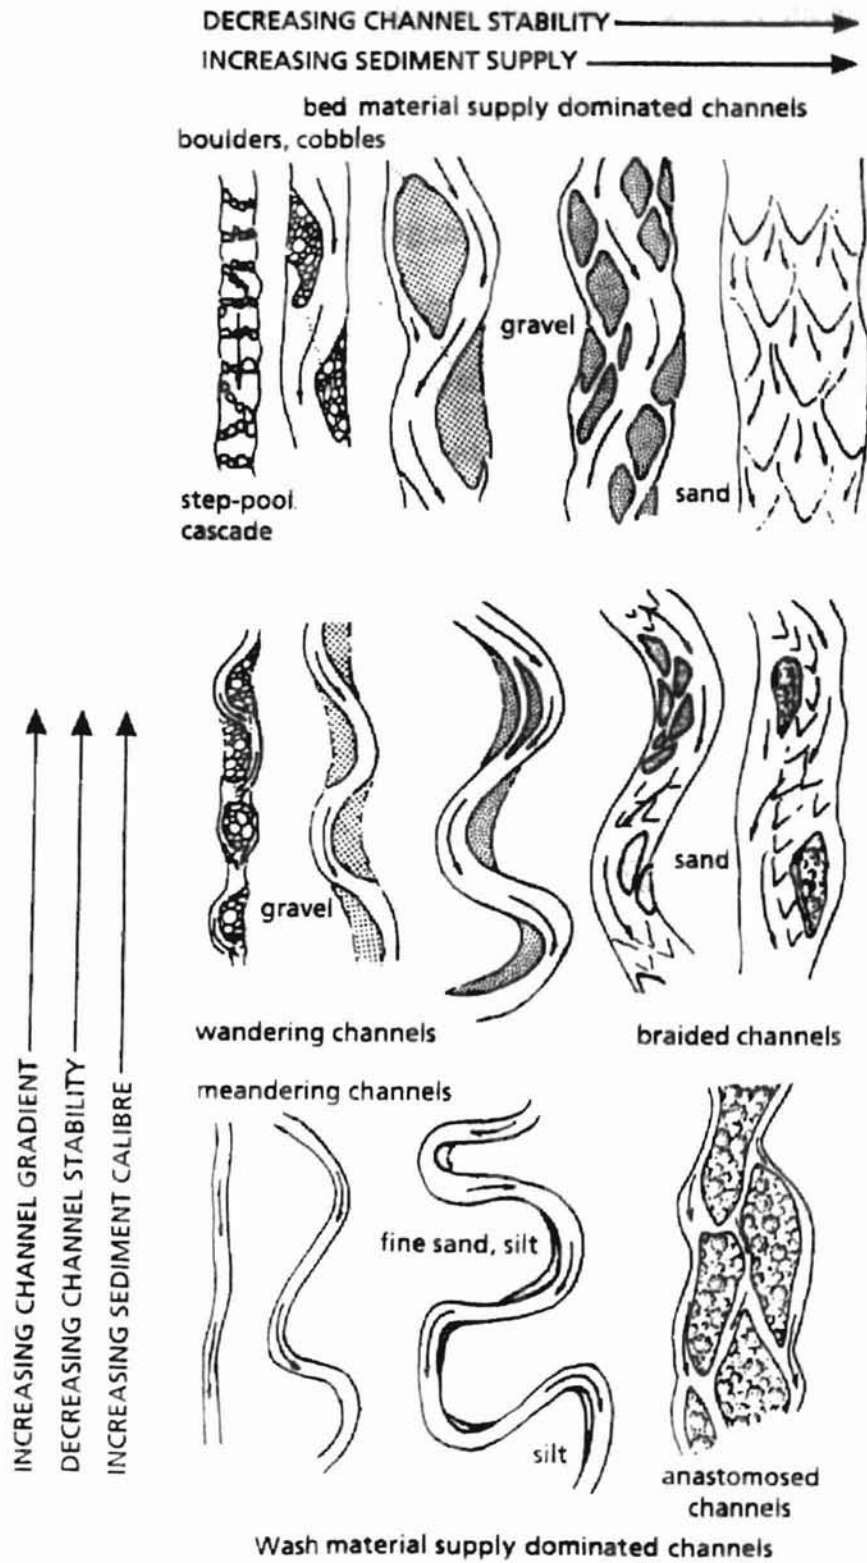 DECREASING CHANNEL STABILITY
INCREASING SEDIMENT SUPPLY
bed material supply dominated channels
boulders, cobbles
gravel
step-pool
cascade
sand
gravel
sand
wandering channels
braided channels
meandering channels
fine sand, silt
silt
anastomosed
channels
Wash material supply dominated channels
INCREASING CHANNEL GRADIENT
DECREASING CHANNEL STABILITY
INCREASING SEDIMENT CALIBRE